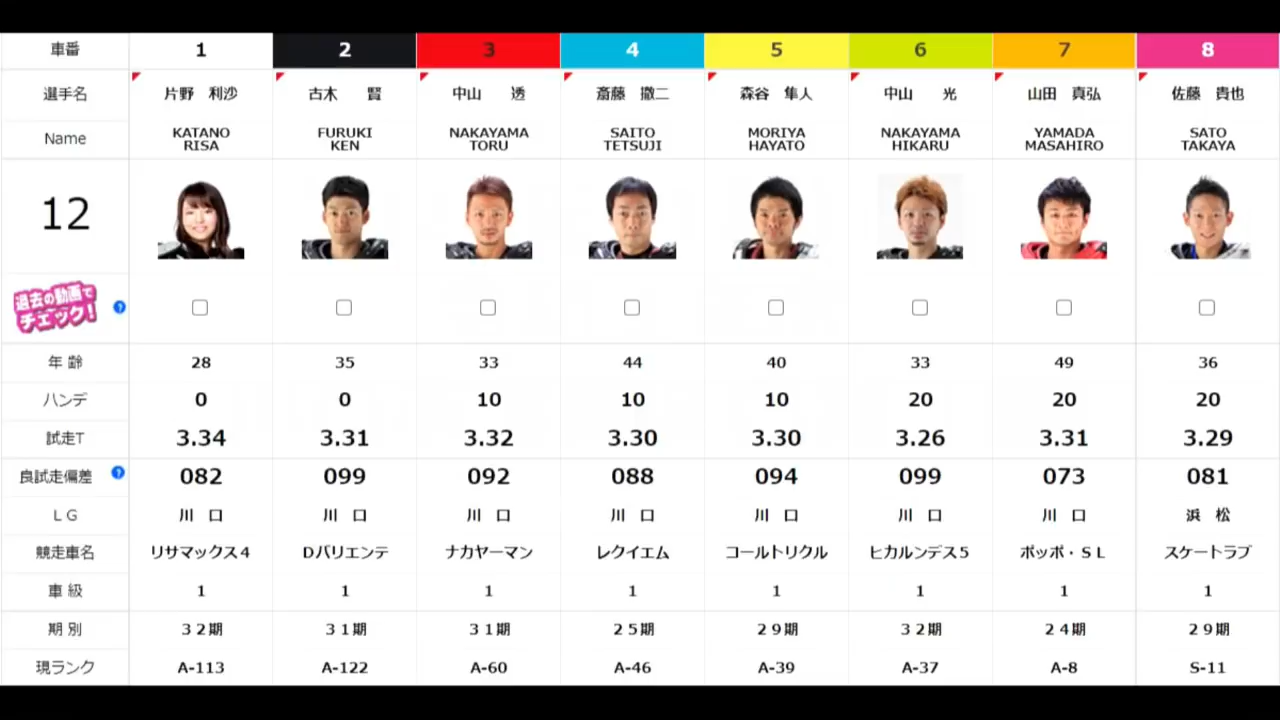 車番 1 2 3 4 5 6 7 8
選手名 片野 利沙 古木 賢 中山 透 斎藤 撤二 森谷 隼人 中山 光 山田 真弘 佐藤 貴也
Name KATANO RISA FURUKI KEN NAKAYAMA TORU SAITO TETSUJI MORIYA HAYATO NAKAYAMA HIKARU YAMADA MASAHIRO SATO TAKAYA
12
過去の動画で
チェック! ?
年齢 28 35 33 44 40 33 49 36
ハンデ 0 0 10 10 10 20 20 20
試走T 3.34 3.31 3.32 3.30 3.30 3.26 3.31 3.29
良試走偏差 ? 082 099 092 088 094 099 073 081
ＬＧ 川 口 川 口 川 口 川 口 川 口 川 口 川 口 浜 松
競走車名 リサマックス４ Ｄバリエンテ ナカヤーマン レクイエム コールトリクル ヒカルンデス５ ポッポ・ＳＬ スケートラブ
車級 1 1 1 1 1 1 1 1
期別 ３２期 ３１期 ３１期 ２５期 ２９期 ３２期 ２４期 ２９期
現ランク A-113 A-122 A-60 A-46 A-39 A-37 A-8 S-11